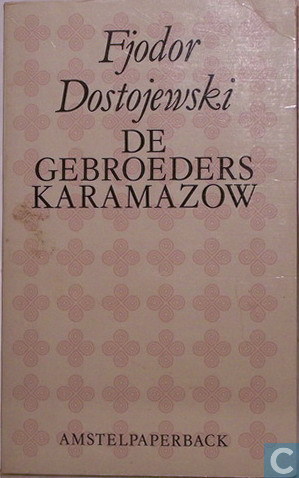 Fjodor
Dostojewski
DE
GEBROEDERS
KARAMAZOW
AMSTELPAPERBACK
C